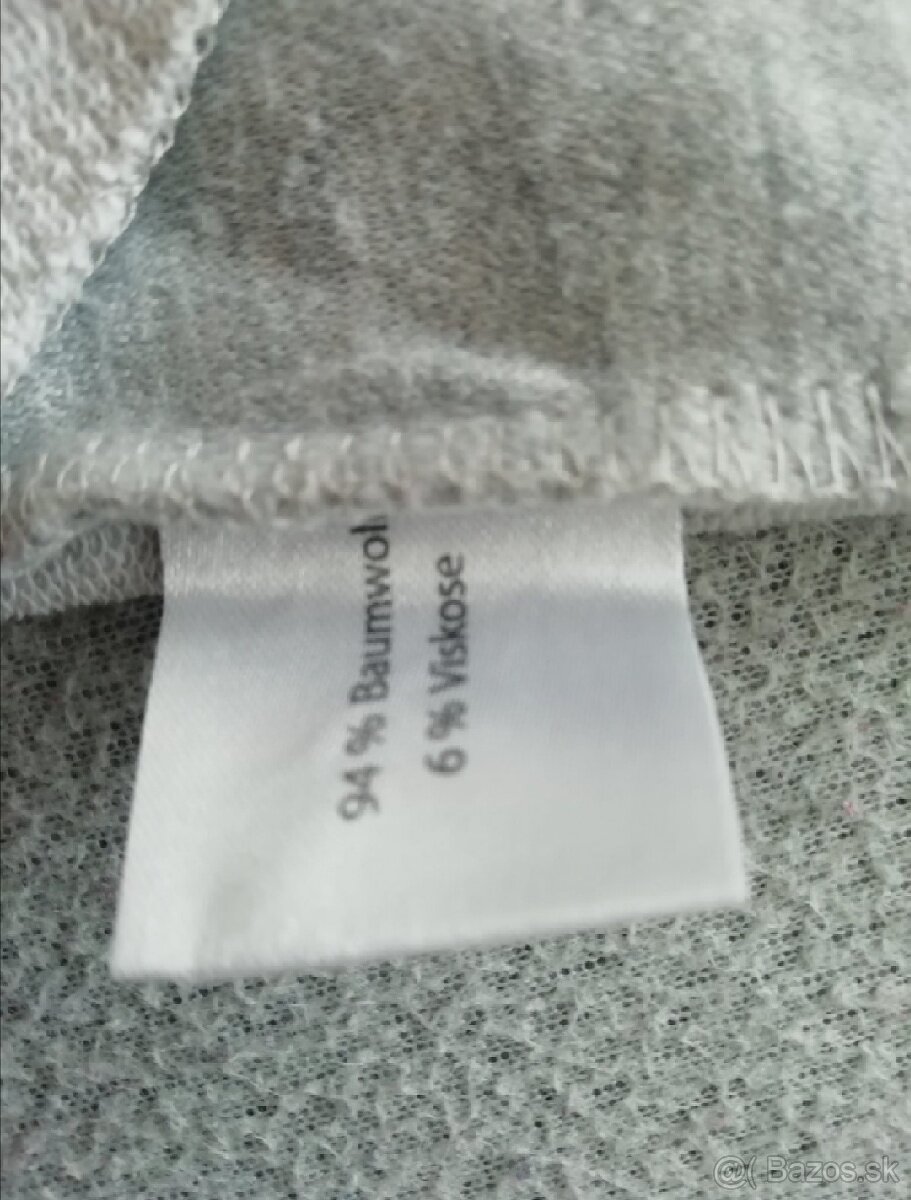 94 % Baumwol
6 % Viskose
@( Bazos.sk